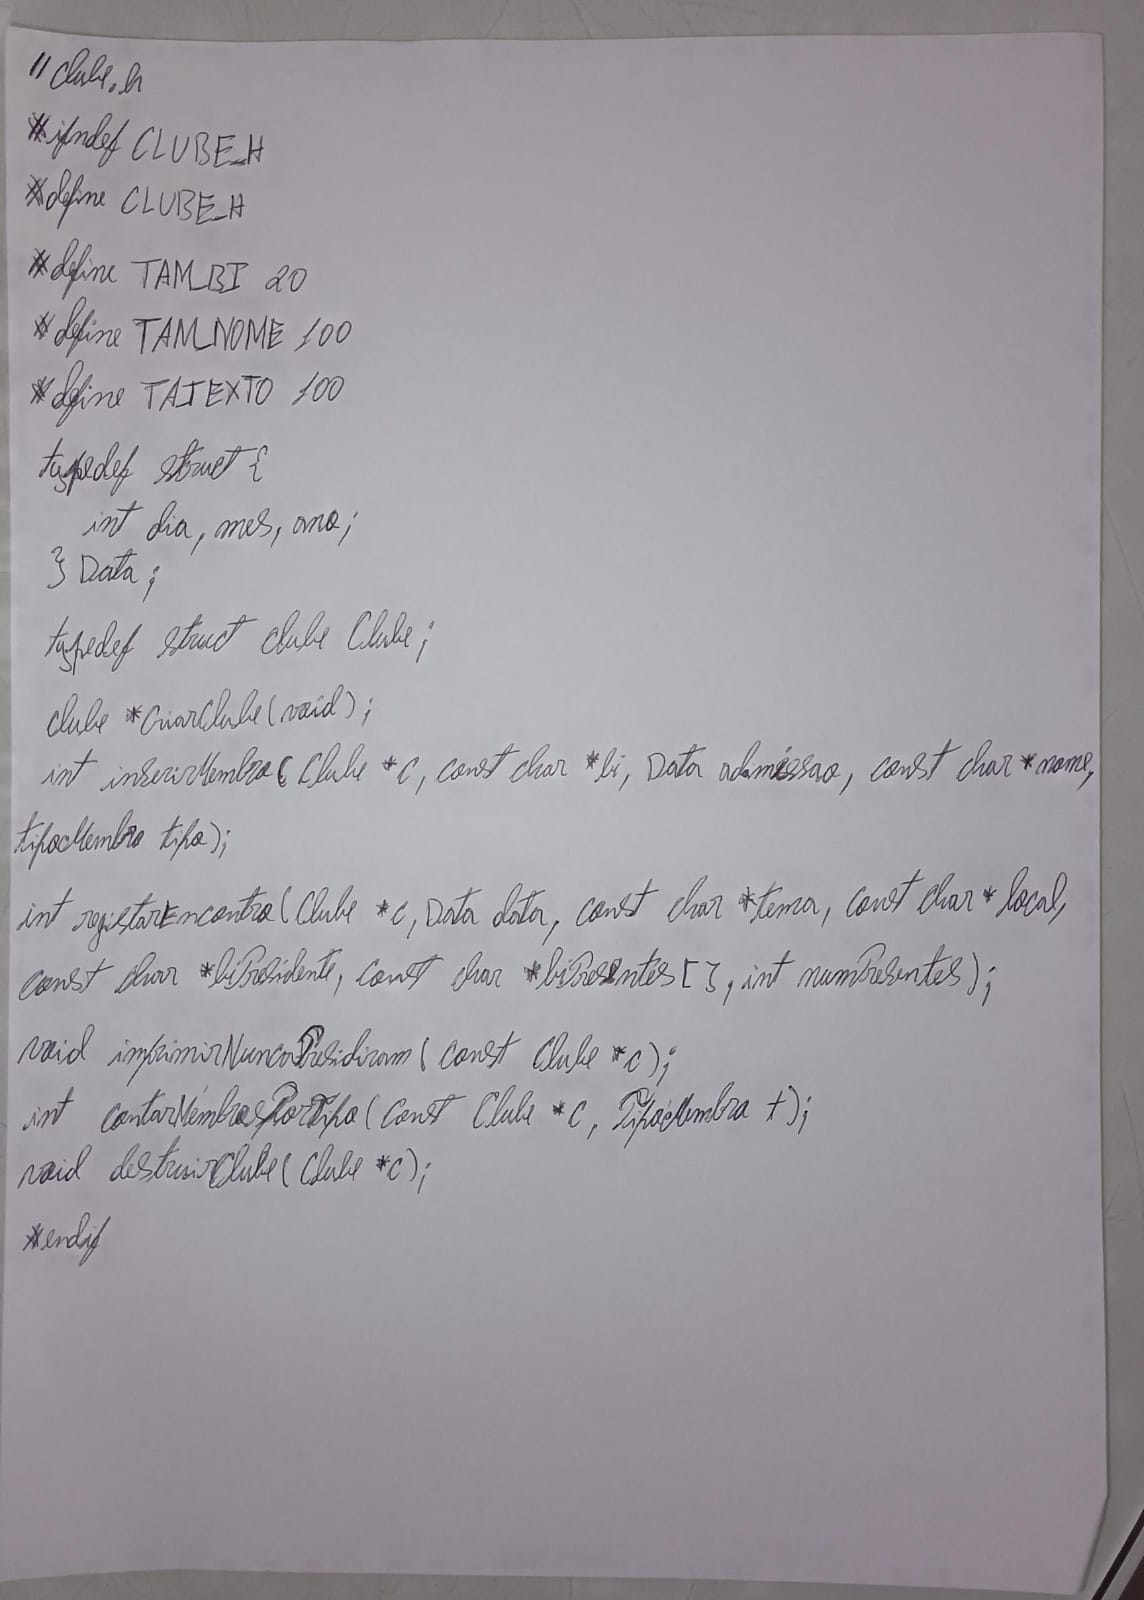 // clube.h
#ifndef CLUBE_H
#define CLUBE_H
#define TAM_BI 20
#define TAM_NOME 100
#define TATEXTO 100
typedef struct {
int dia, mes, ano;
} Data;
typedef struct clube Clube;
clube *CriarClube(void);
int inserirMembro( Clube *c, const char *bi, Data admissao, const char *nome,
tipoMembro tipo);
int registarEncontro( Clube *c, Data data, const char *tema, const char *local,
const char *biPresidente, const char *biPresentes [ ], int numPresentes);
void imprimirNuncaPresidiram( const Clube *c);
int contarMembrosPorTipo( const Clube *c, TipoMembro t);
void destruirClube( Clube *c);
#endif